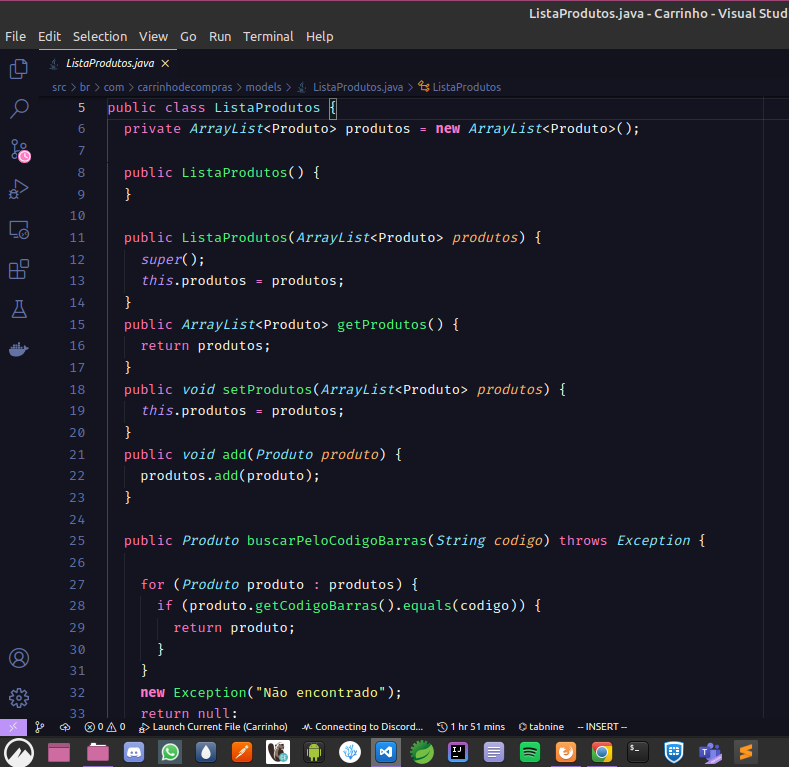 ListaProdutos.java - Carrinho - Visual Stud
File Edit Selection View Go Run Terminal Help
ListaProdutos.java ×
src > br > com > carrinhodecompras > models > ListaProdutos.java > ListaProdutos
5 public class ListaProdutos {
6 private ArrayList<Produto> produtos = new ArrayList<Produto>();
7
8 public ListaProdutos() {
9 }
10
11 public ListaProdutos(ArrayList<Produto> produtos) {
12 super();
13 this.produtos = produtos;
14 }
15 public ArrayList<Produto> getProdutos() {
16 return produtos;
17 }
18 public void setProdutos(ArrayList<Produto> produtos) {
19 this.produtos = produtos;
20 }
21 public void add(Produto produto) {
22 produtos.add(produto);
23 }
24
25 public Produto buscarPeloCodigoBarras(String codigo) throws Exception {
26
27 for (Produto produto : produtos) {
28 if (produto.getCodigoBarras().equals(codigo)) {
29 return produto;
30 }
31 }
32 new Exception("Não encontrado");
33 return null;
0 0 Launch Current File (Carrinho) Connecting to Discord... 1 hr 51 mins tabnine -- INSERT --